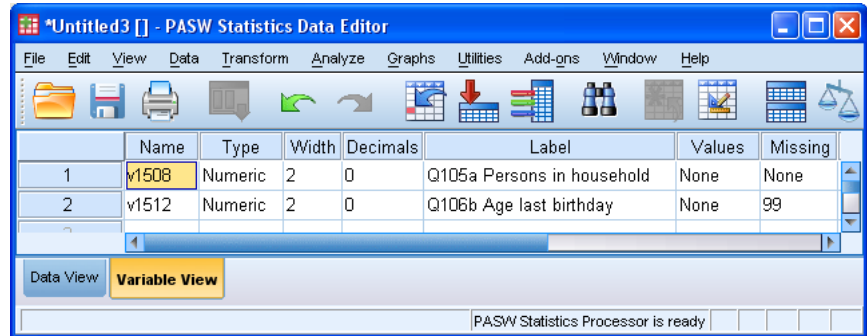 *Untitled3 [] - PASW Statistics Data Editor
File Edit View Data Transform Analyze Graphs Utilities Add-ons Window Help
Name Type Width Decimals Label Values Missing
1 v1508 Numeric 2 0 Q105a Persons in household None None
2 v1512 Numeric 2 0 Q106b Age last birthday None 99
Data View Variable View
PASW Statistics Processor is ready